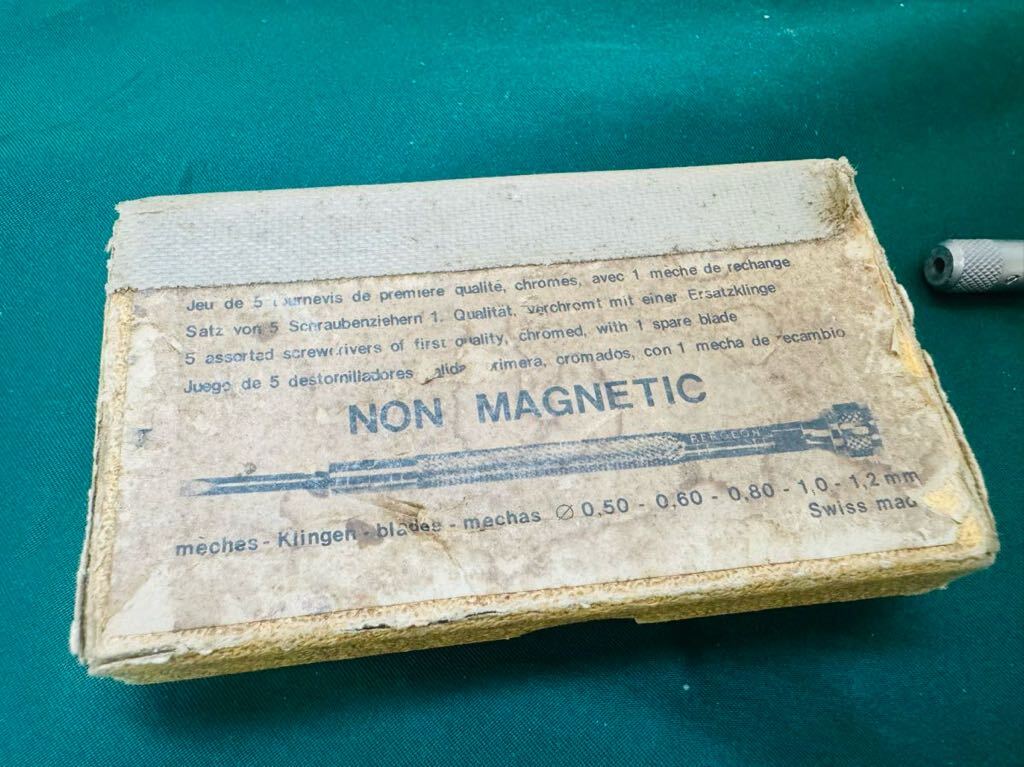 Jeu de 5 tournevis de premiere qualité, chromes, avec 1 meche de rechange
Satz von 5 Schraubenziehern 1. Qualität, verchromt mit einer Ersatzklinge
5 assorted screwdrivers of first quality, chromed, with 1 spare blade
Juego de 5 destornilladores cromados, con 1 mecha de recambio
NON MAGNETIC
BERGEON
mèches - Klingen - blades - mechas Ø 0,50 - 0,60 - 0,80 - 1,0 - 1,2 mm
Swiss